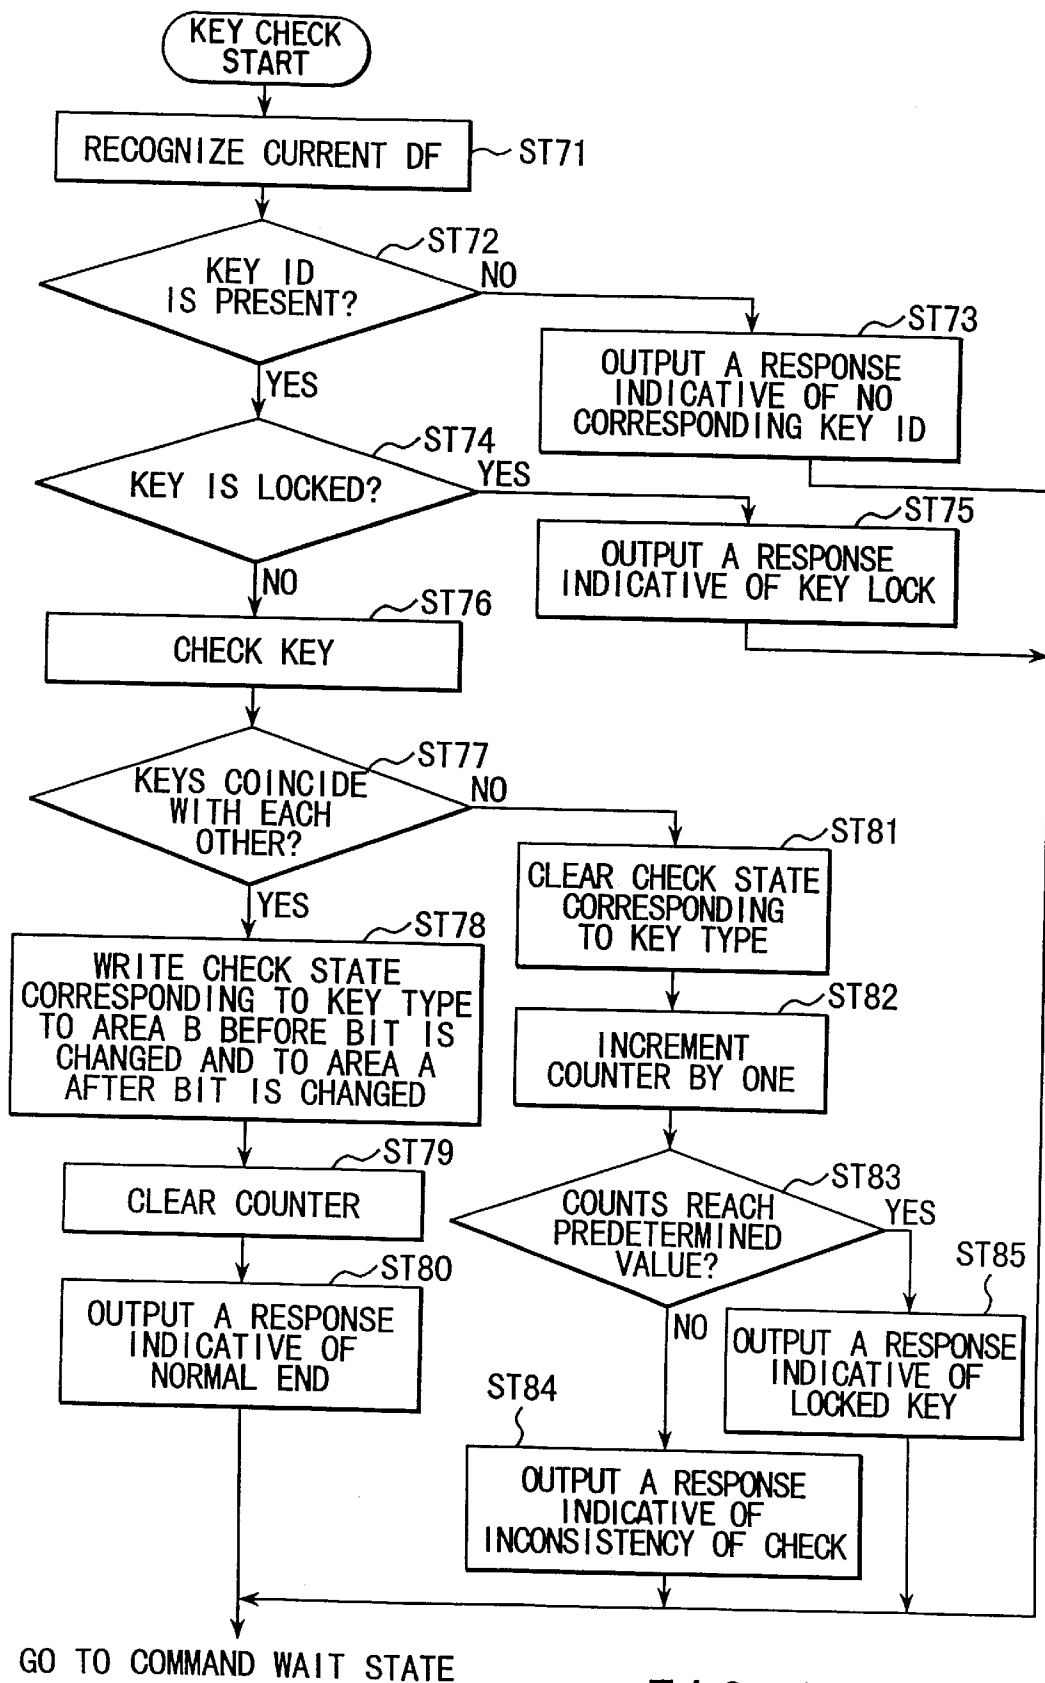 KEY CHECK
START
RECOGNIZE CURRENT DF
ST71
ST72
KEY ID
IS PRESENT?
NO
YES
ST73
OUTPUT A RESPONSE
INDICATIVE OF NO
CORRESPONDING KEY ID
ST74
KEY IS LOCKED?
YES
NO
ST75
OUTPUT A RESPONSE
INDICATIVE OF KEY LOCK
ST76
CHECK KEY
ST77
KEYS COINCIDE
WITH EACH
OTHER?
NO
YES
ST81
CLEAR CHECK STATE
CORRESPONDING
TO KEY TYPE
ST78
WRITE CHECK STATE
CORRESPONDING TO KEY TYPE
TO AREA B BEFORE BIT IS
CHANGED AND TO AREA A
AFTER BIT IS CHANGED
ST82
INCREMENT
COUNTER BY ONE
ST79
CLEAR COUNTER
ST83
COUNTS REACH
PREDETERMINED
VALUE?
YES
NO
ST80
OUTPUT A RESPONSE
INDICATIVE OF
NORMAL END
ST85
OUTPUT A RESPONSE
INDICATIVE OF
LOCKED KEY
ST84
OUTPUT A RESPONSE
INDICATIVE OF
INCONSISTENCY OF CHECK
GO TO COMMAND WAIT STATE